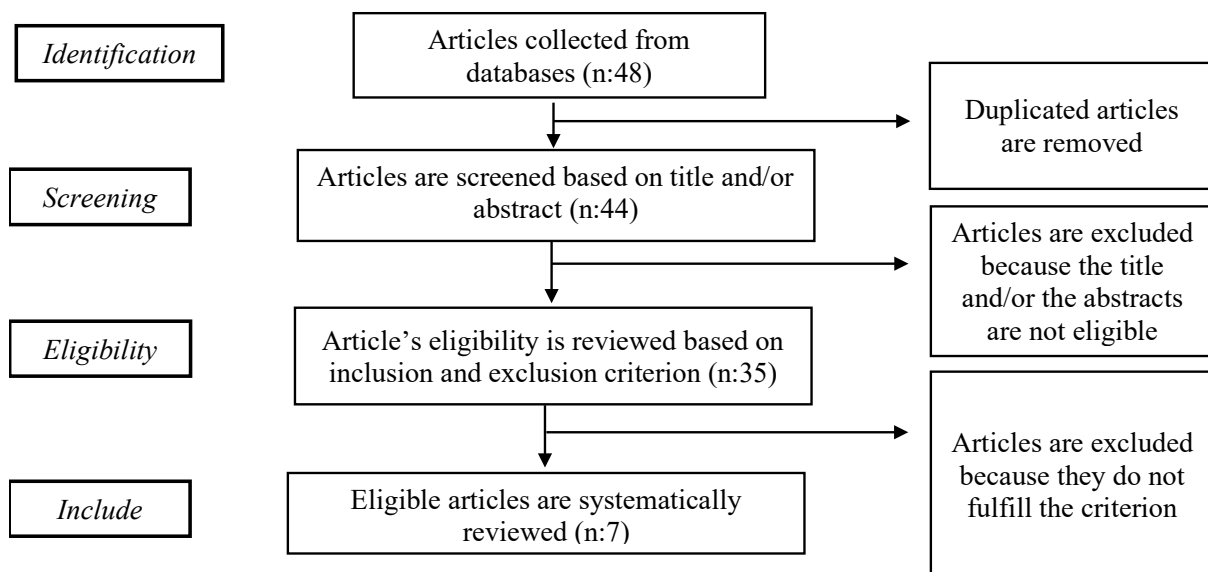 Identification
Articles collected from
databases (n:48)
Duplicated articles
are removed
Screening
Articles are screened based on title and/or
abstract (n:44)
Articles are excluded
because the title
and/or the abstracts
are not eligible
Eligibility
Article’s eligibility is reviewed based on
inclusion and exclusion criterion (n:35)
Articles are excluded
because they do not
fulfill the criterion
Include
Eligible articles are systematically
reviewed (n:7)